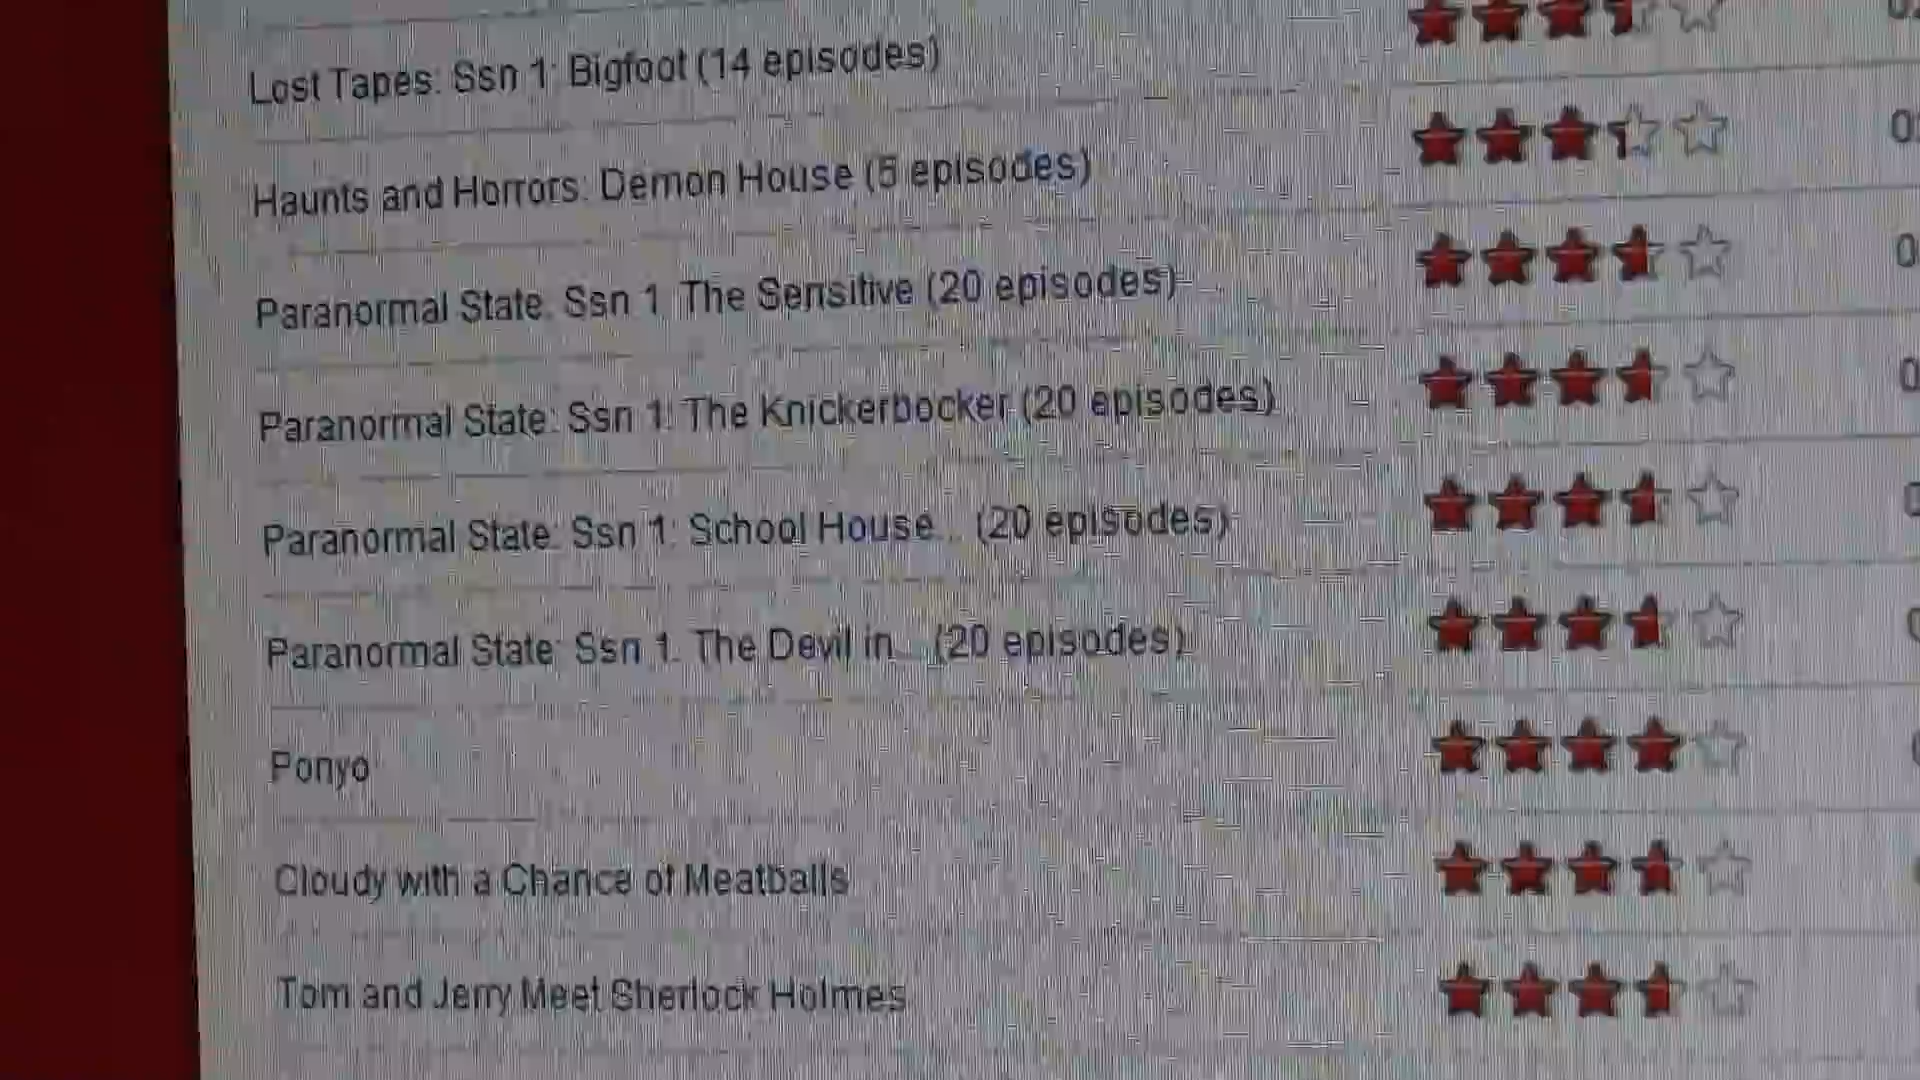 Lost Tapes: Ssn 1: Bigfoot (14 episodes)
Haunts and Horrors: Demon House (5 episodes)
Paranormal State: Ssn 1: The Sensitive (20 episodes)
Paranormal State: Ssn 1: The Knickerbocker (20 episodes)
Paranormal State: Ssn 1: School House... (20 episodes)
Paranormal State: Ssn 1: The Devil in... (20 episodes)
Ponyo
Cloudy with a Chance of Meatballs
Tom and Jerry Meet Sherlock Holmes